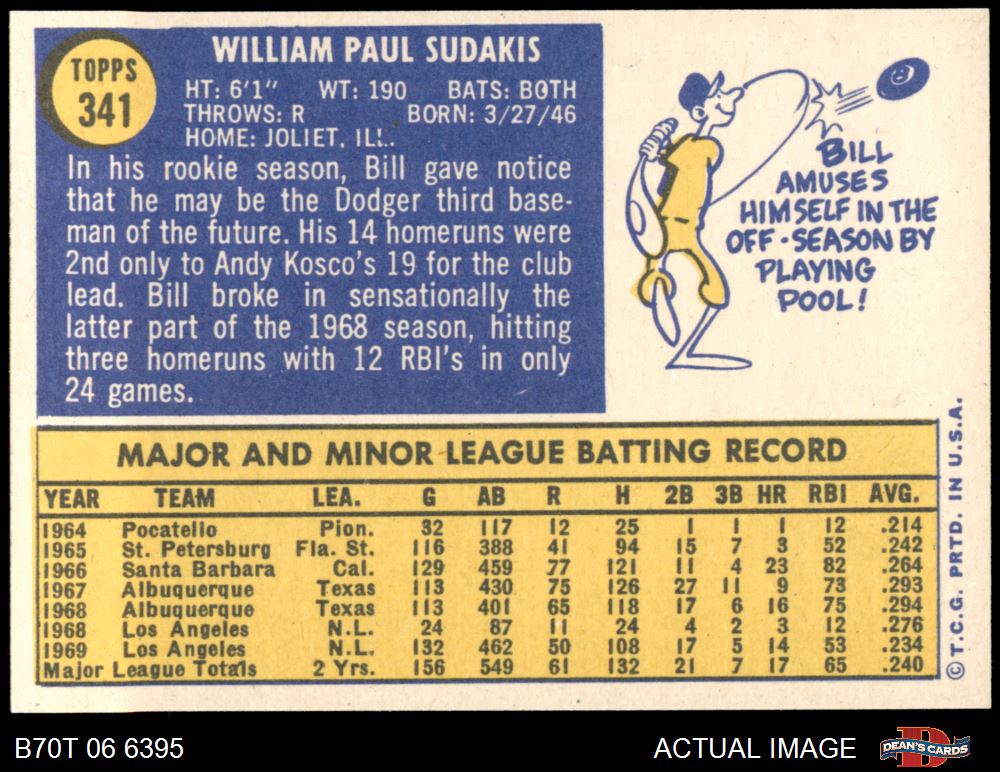 TOPPS
341
WILLIAM PAUL SUDAKIS
HT: 6'1" WT: 190 BATS: BOTH
THROWS: R BORN: 3/27/46
HOME: JOLIET, ILL.
In his rookie season, Bill gave notice
that he may be the Dodger third base-
man of the future. His 14 homeruns were
2nd only to Andy Kosco's 19 for the club
lead. Bill broke in sensationally the
latter part of the 1968 season, hitting
three homeruns with 12 RBI's in only
24 games.
8
BILL
AMUSES
HIMSELF IN THE
OFF-SEASON BY
PLAYING
POOL!
MAJOR AND MINOR LEAGUE BATTING RECORD
YEAR TEAM LEA. G AB R H 2B 3B HR RBI AVG.
1964 Pocatello Pion. 32 117 12 25 1 1 1 12 .214
1965 St. Petersburg Fla. St. 116 388 41 94 15 7 3 52 .242
1966 Santa Barbara Cal. 129 459 77 121 11 4 23 82 .264
1967 Albuquerque Texas 113 430 75 126 27 11 9 73 .293
1968 Albuquerque Texas 113 401 65 118 17 6 16 75 .294
1968 Los Angeles N.L. 24 87 11 24 4 2 3 12 .276
1969 Los Angeles N.L. 132 462 50 108 17 5 14 53 .234
Major League Totals 2 Yrs. 156 549 61 132 21 7 17 65 .240
© T.C.G. PRTD. IN U.S.A.
B70T 06 6395
ACTUAL IMAGE
DEAN'S CARDS